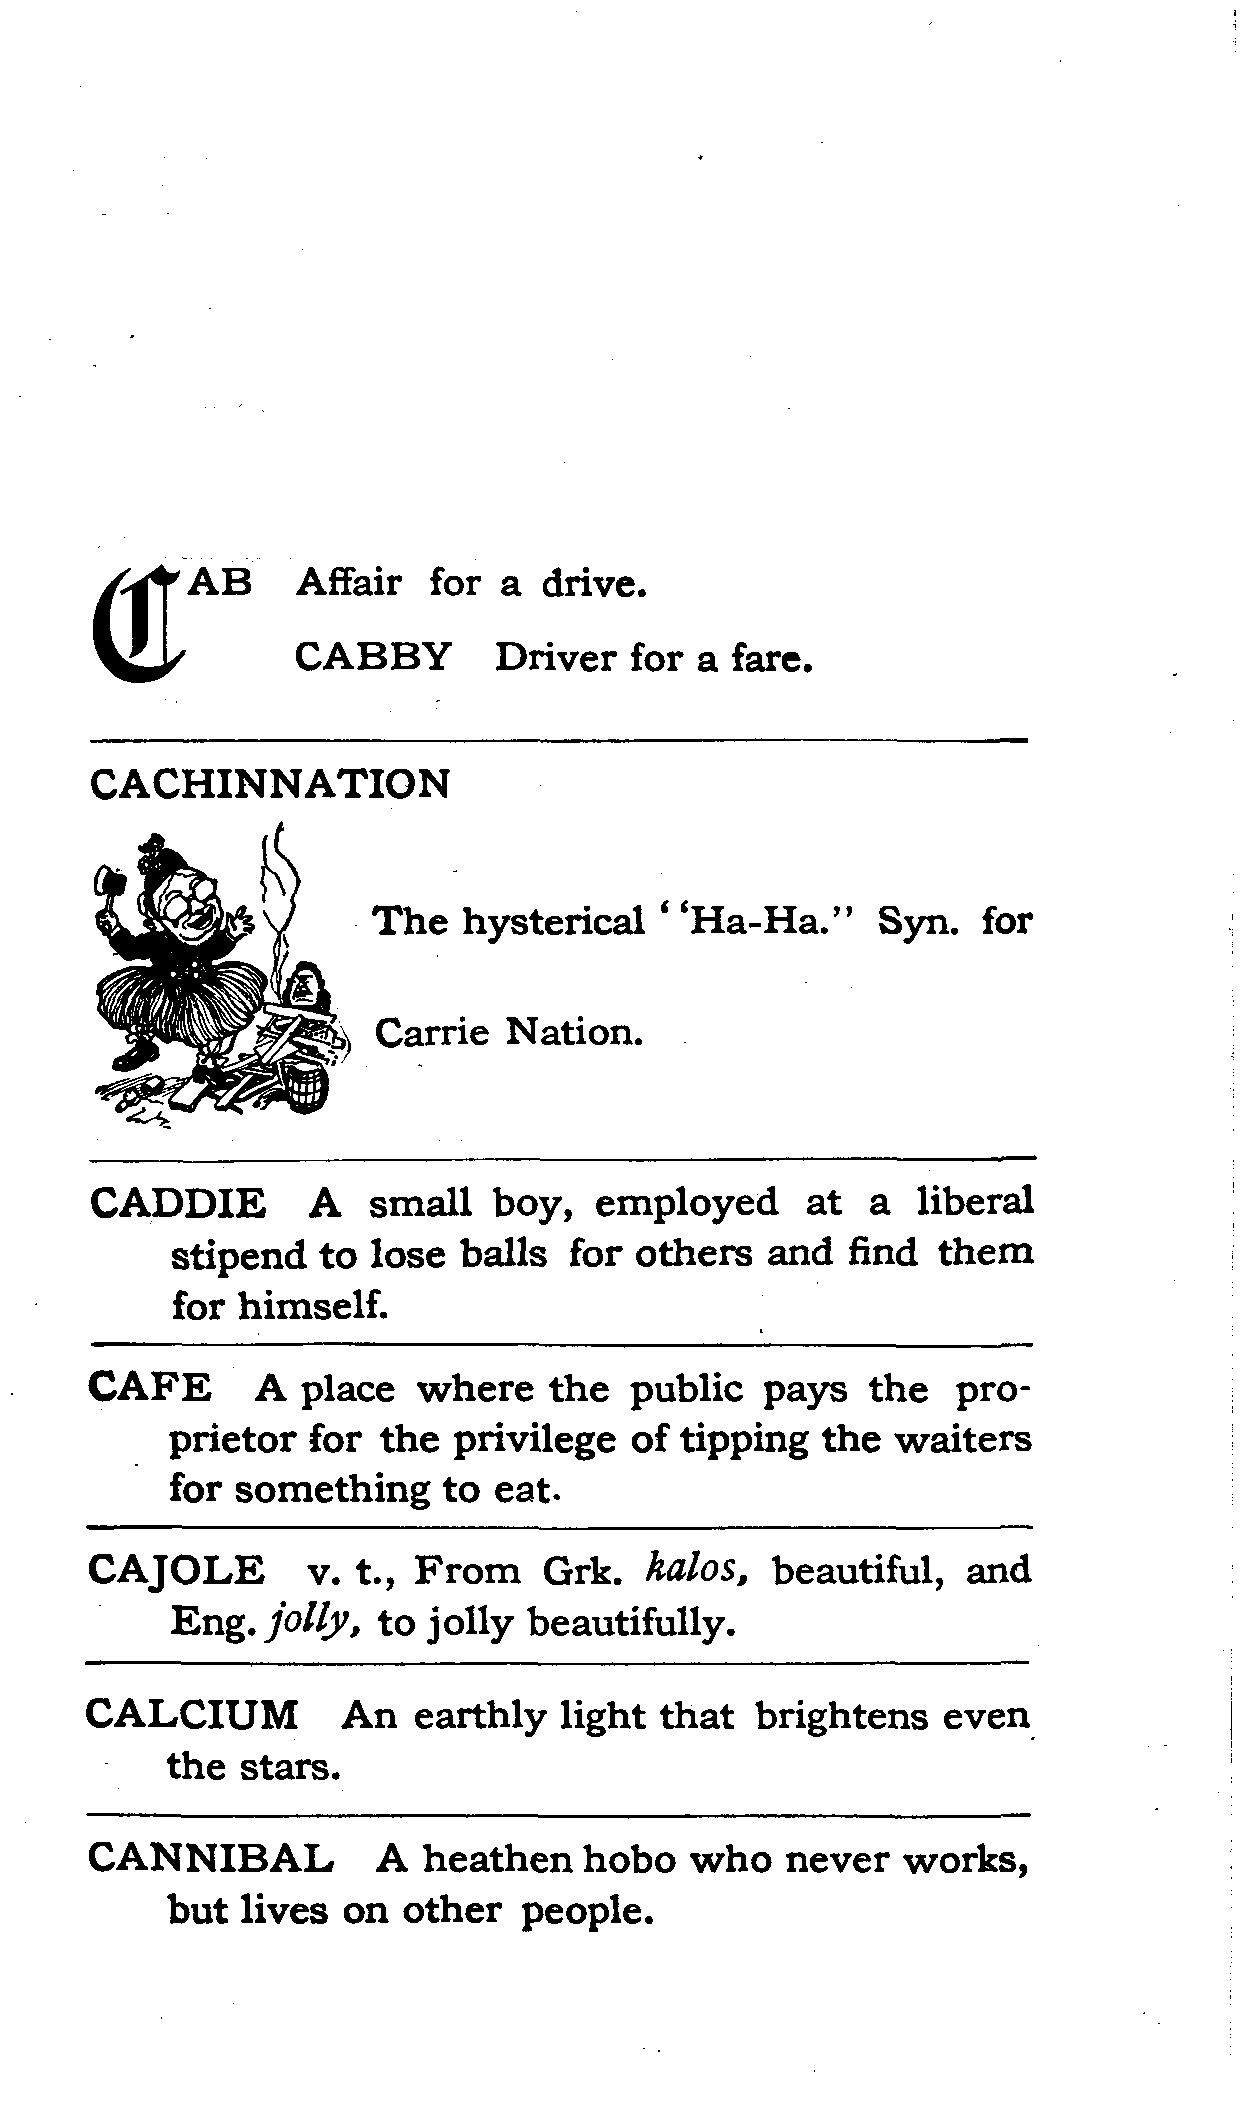 CAB Affair for a drive.
CABBY Driver for a fare.
CACHINNATION
The hysterical ‘‘Ha-Ha.’’ Syn. for
Carrie Nation.
CADDIE A small boy, employed at a liberal
stipend to lose balls for others and find them
for himself.
CAFE A place where the public pays the pro-
prietor for the privilege of tipping the waiters
for something to eat.
CAJOLE v. t., From Grk. kalos, beautiful, and
Eng. jolly, to jolly beautifully.
CALCIUM An earthly light that brightens even
the stars.
CANNIBAL A heathen hobo who never works,
but lives on other people.